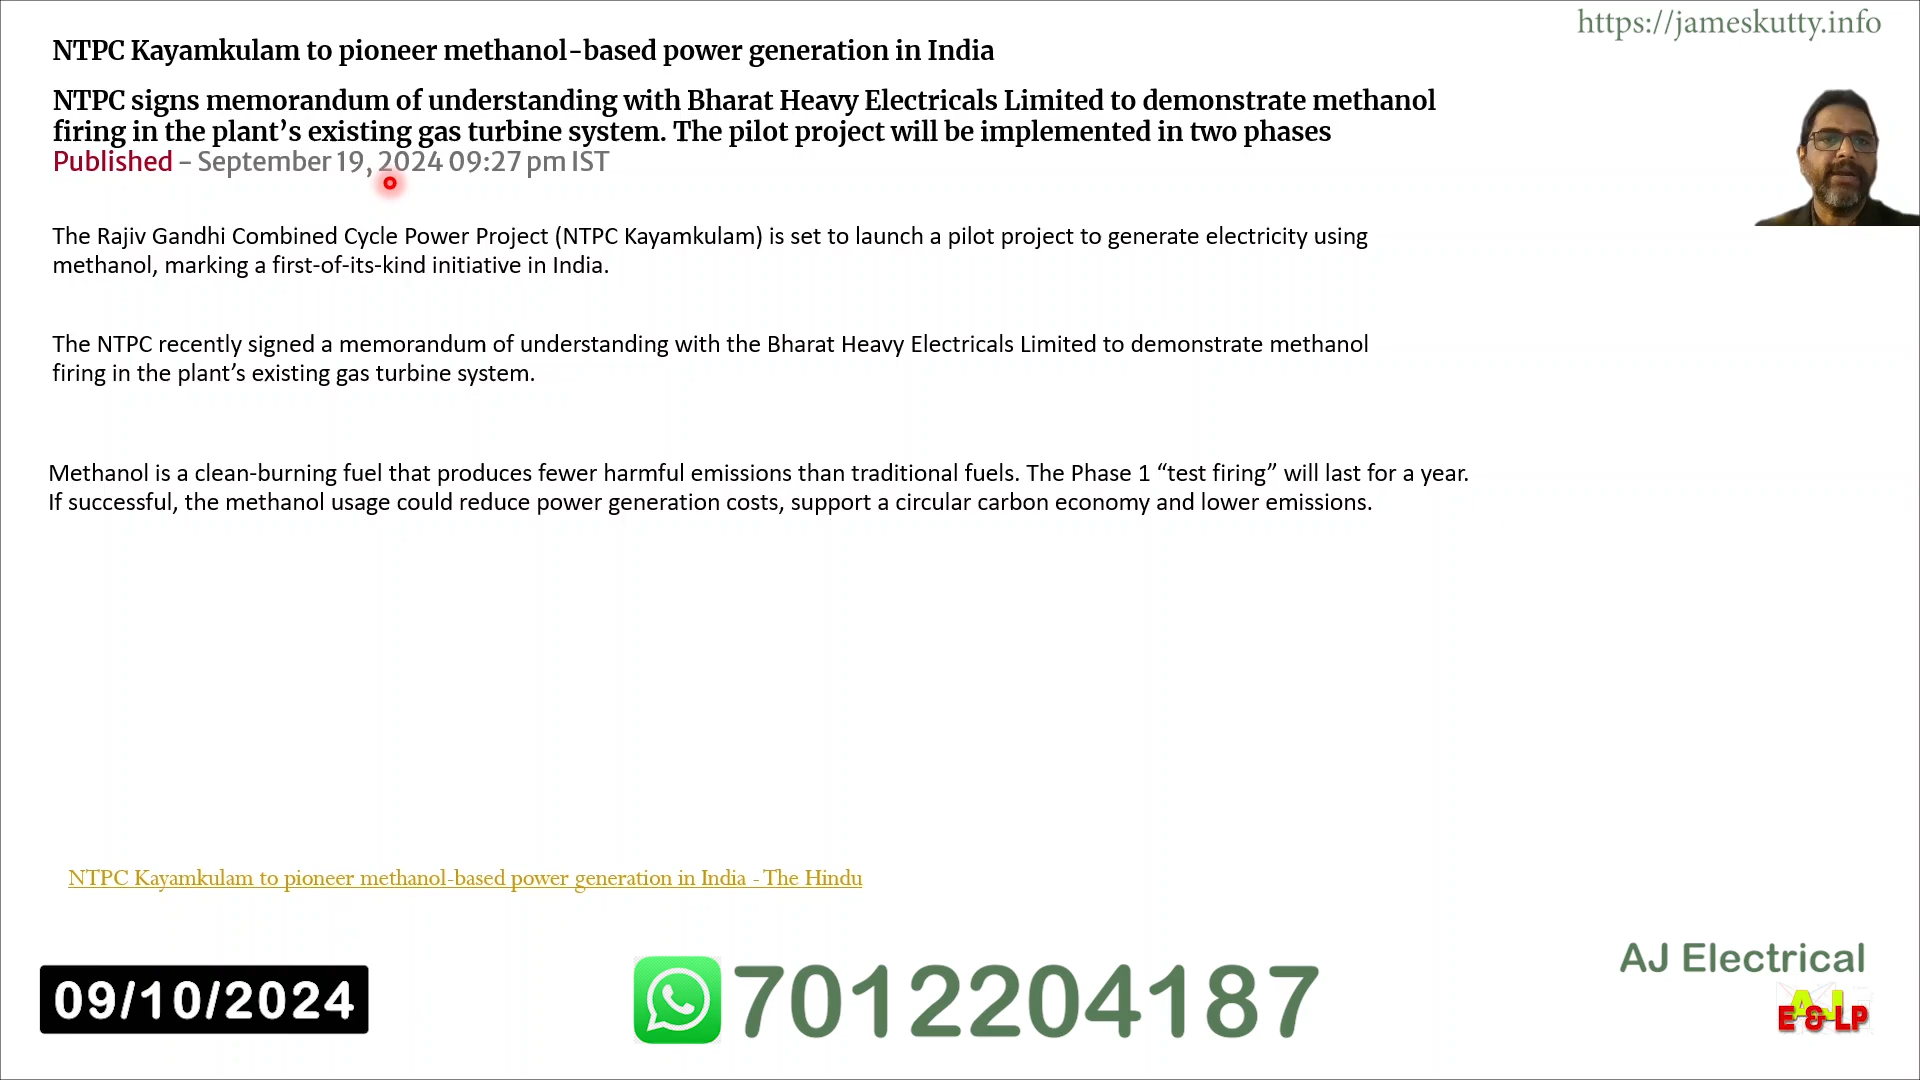 https://jameskutty.info
NTPC Kayamkulam to pioneer methanol-based power generation in India
NTPC signs memorandum of understanding with Bharat Heavy Electricals Limited to demonstrate methanol
firing in the plant’s existing gas turbine system. The pilot project will be implemented in two phases
Published – September 19, 2024 09:27 pm IST
The Rajiv Gandhi Combined Cycle Power Project (NTPC Kayamkulam) is set to launch a pilot project to generate electricity using
methanol, marking a first-of-its-kind initiative in India.
The NTPC recently signed a memorandum of understanding with the Bharat Heavy Electricals Limited to demonstrate methanol
firing in the plant’s existing gas turbine system.
Methanol is a clean-burning fuel that produces fewer harmful emissions than traditional fuels. The Phase 1 “test firing” will last for a year.
If successful, the methanol usage could reduce power generation costs, support a circular carbon economy and lower emissions.
NTPC Kayamkulam to pioneer methanol-based power generation in India - The Hindu
09/10/2024
7012204187
AJ Electrical
AJ
E & LP